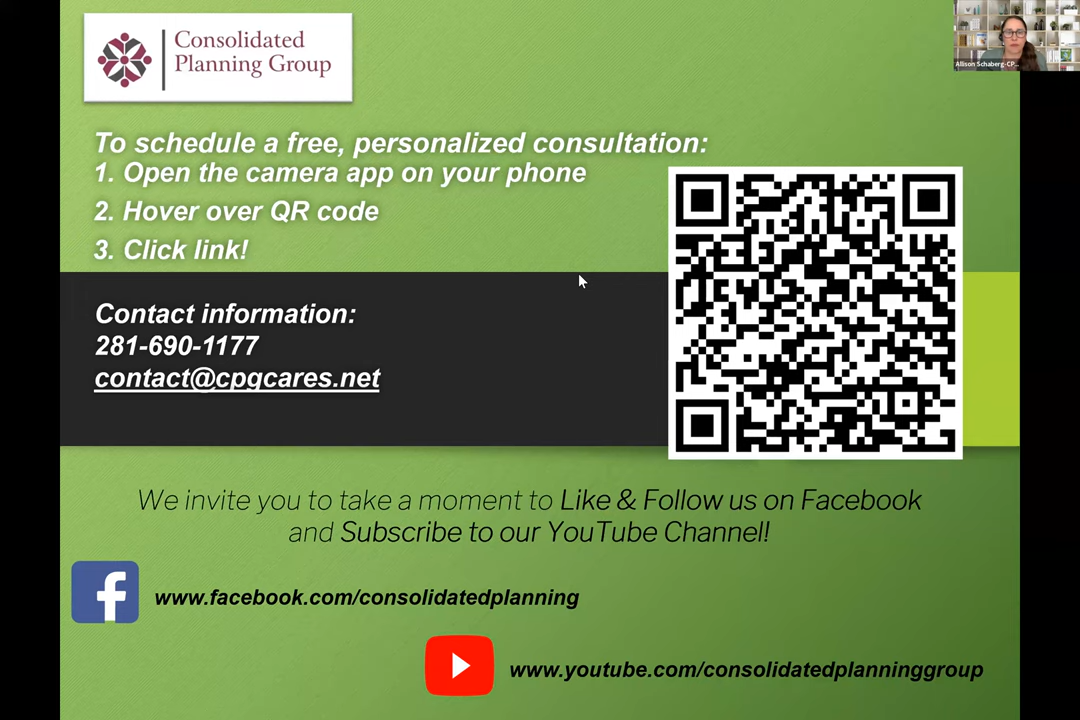 Consolidated
Planning Group
Allison Schaberg-CP...
To schedule a free, personalized consultation:
1. Open the camera app on your phone
2. Hover over QR code
3. Click link!
Contact information:
281-690-1177
contact@cpgcares.net
We invite you to take a moment to Like & Follow us on Facebook
and Subscribe to our YouTube Channel!
www.facebook.com/consolidatedplanning
www.youtube.com/consolidatedplanninggroup